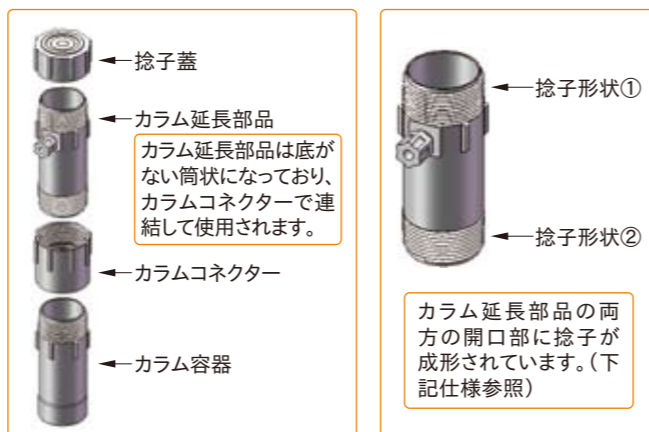 捻子蓋
カラム延長部品
カラム延長部品は底が
ない筒状になっており、
カラムコネクターで連
結して使用されます。
カラムコネクター
カラム容器
捻子形状①
捻子形状②
カラム延長部品の両
方の開口部に捻子が
成形されています。(下
記仕様参照)